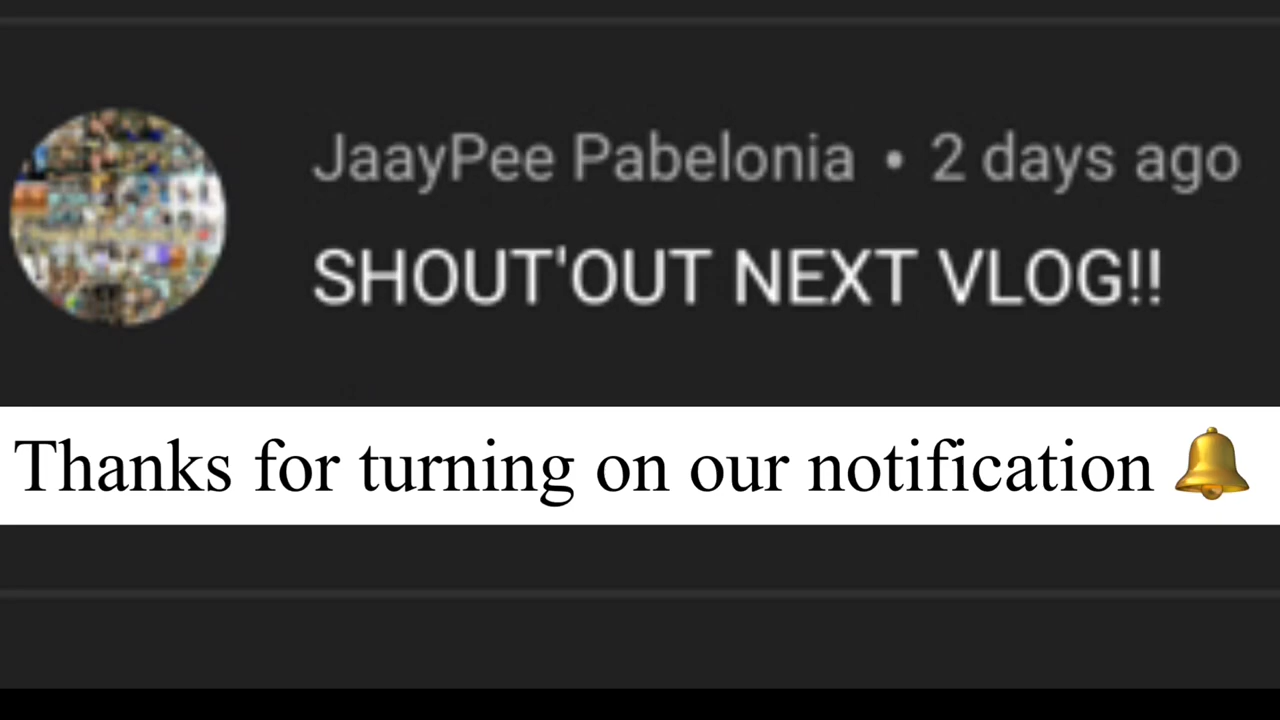 JaayPee Pabelonia • 2 days ago
SHOUT'OUT NEXT VLOG!!
Thanks for turning on our notification 🔔